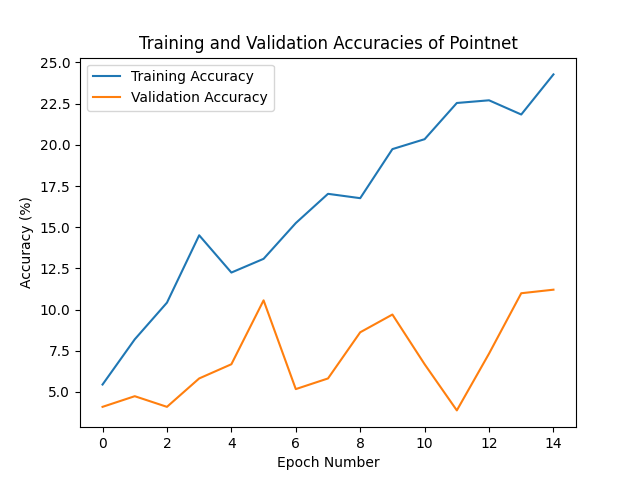 Training and Validation Accuracies of Pointnet
25.0
Training Accuracy
Validation Accuracy
22.5
20.0
17.5
15.0
12.5
10.0
7.5
5.0
Accuracy (%)
0 2 4 6 8 10 12 14
Epoch Number